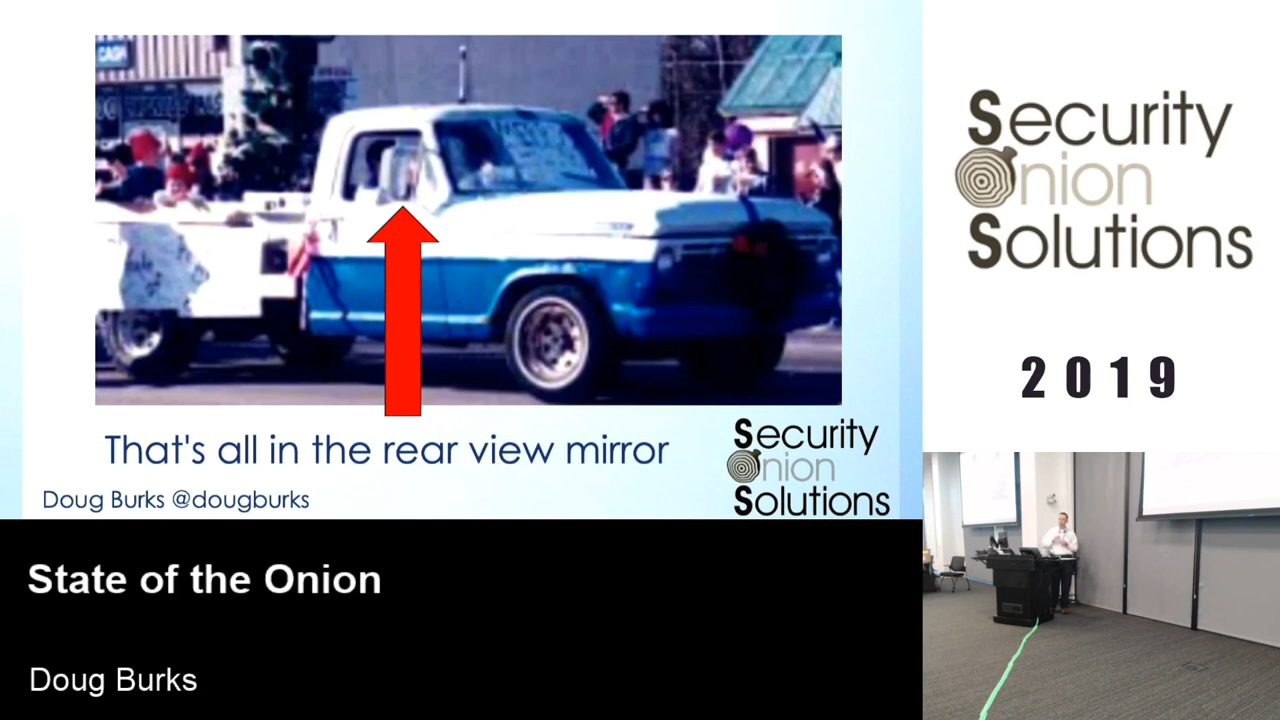 CASH
That's all in the rear view mirror
Doug Burks @dougburks
Security
Onion
Solutions
State of the Onion
Doug Burks
Security
Onion
Solutions
2019